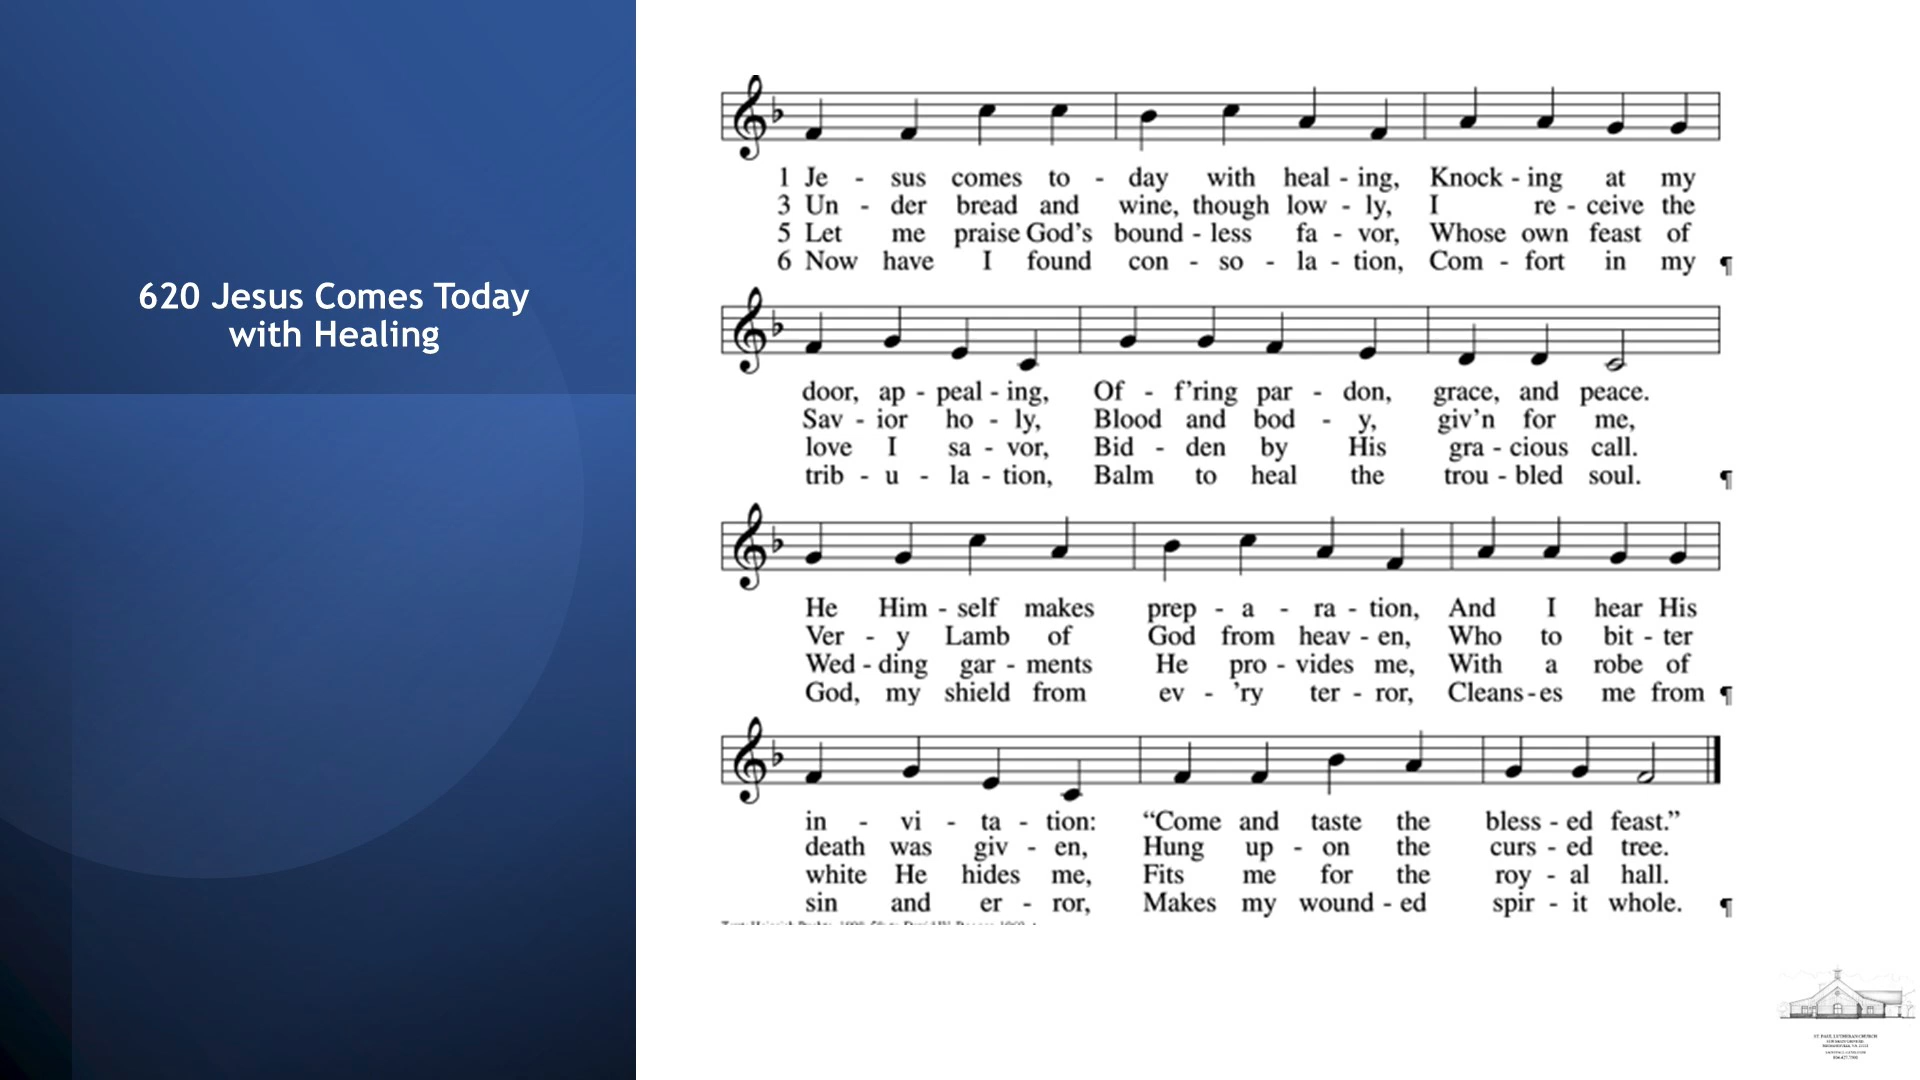 620 Jesus Comes Today
with Healing
1 Je - sus comes to - day with heal - ing, Knock - ing at my
3 Un - der bread and wine, though low - ly, I re - ceive the
5 Let me praise God's bound - less fa - vor, Whose own feast of
6 Now have I found con - so - la - tion, Com - fort in my ¶
door, ap - peal - ing, Of - f'ring par - don, grace, and peace.
Sav - ior ho - ly, Blood and bod - y, giv'n for me,
love I sa - vor, Bid - den by His gra - cious call.
trib - u - la - tion, Balm to heal the trou - bled soul. ¶
He Him - self makes prep - a - ra - tion, And I hear His
Ver - y Lamb of God from heav - en, Who to bit - ter
Wed - ding gar - ments He pro - vides me, With a robe of
God, my shield from ev - 'ry ter - ror, Cleans - es me from ¶
in - vi - ta - tion: “Come and taste the bless - ed feast.”
death was giv - en, Hung up - on the curs - ed tree.
white He hides me, Fits me for the roy - al hall.
sin and er - ror, Makes my wound - ed spir - it whole. ¶
ST. PAUL LUTHERAN CHURCH